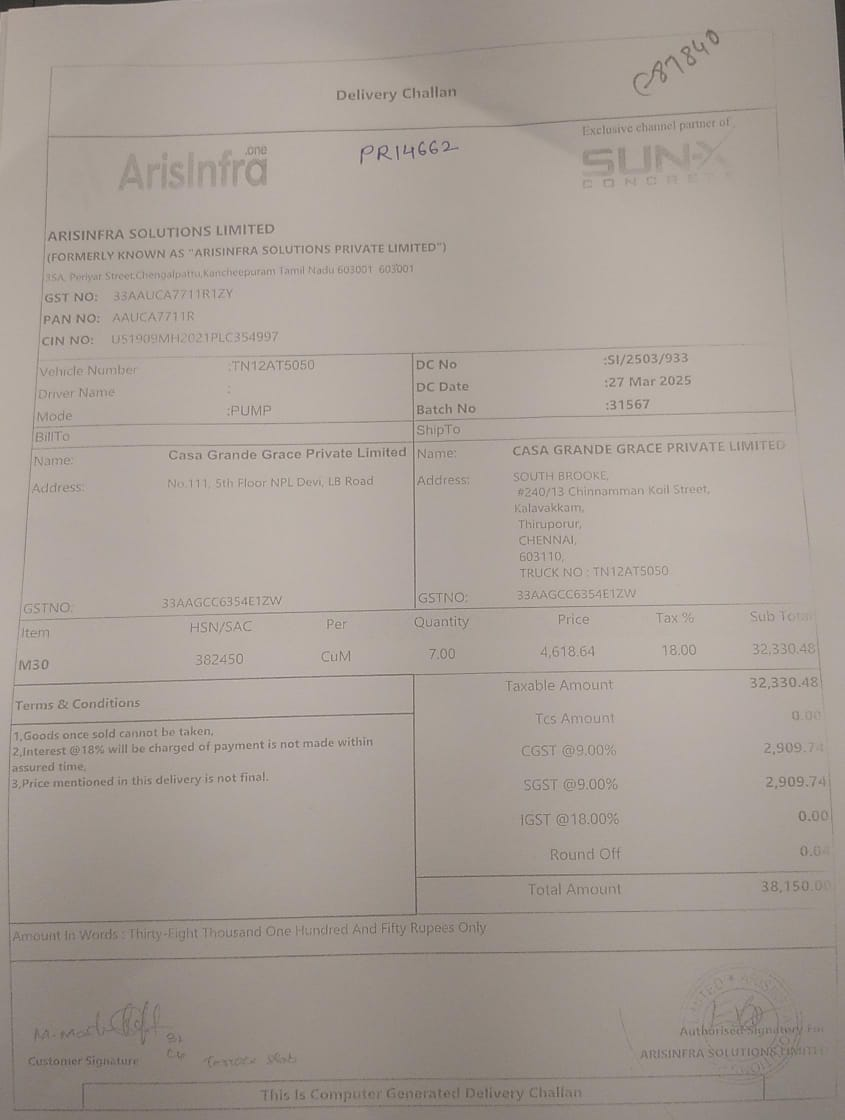 C87840
Delivery Challan
Exclusive channel partner of
ArisInfra.one
PR14662
SUN-X
CONCRETE
ARISINFRA SOLUTIONS LIMITED
(FORMERLY KNOWN AS "ARISINFRA SOLUTIONS PRIVATE LIMITED")
35A, Periyar Street,Chengalpattu,Kancheepuram Tamil Nadu 603001 603001
GST NO: 33AAUCA7711R1ZY
PAN NO: AAUCA7711R
CIN NO: U51909MH2021PLC354997
Vehicle Number :TN12AT5050 DC No :SI/2503/933
Driver Name : DC Date :27 Mar 2025
Mode :PUMP Batch No :31567
BillTo ShipTo
Name: Casa Grande Grace Private Limited Name: CASA GRANDE GRACE PRIVATE LIMITED
Address: No.111, 5th Floor NPL Devi, LB Road Address: SOUTH BROOKE,
#240/13 Chinnamman Koil Street,
Kalavakkam,
Thiruporur,
CHENNAI,
603110,
TRUCK NO : TN12AT5050
GSTNO: 33AAGCC6354E1ZW GSTNO: 33AAGCC6354E1ZW
Item HSN/SAC Per Quantity Price Tax % Sub Total
M30 382450 CuM 7.00 4,618.64 18.00 32,330.48
Taxable Amount 32,330.48
Terms & Conditions
Tcs Amount 0.00
1,Goods once sold cannot be taken,
2,Interest @18% will be charged of payment is not made within
assured time,
3,Price mentioned in this delivery is not final.
CGST @9.00% 2,909.74
SGST @9.00% 2,909.74
IGST @18.00% 0.00
Round Off 0.04
Total Amount 38,150.00
Amount In Words : Thirty-Eight Thousand One Hundred And Fifty Rupees Only
Authorised Signatory For
Customer Signature
ARISINFRA SOLUTIONS LIMITED
This Is Computer Generated Delivery Challan